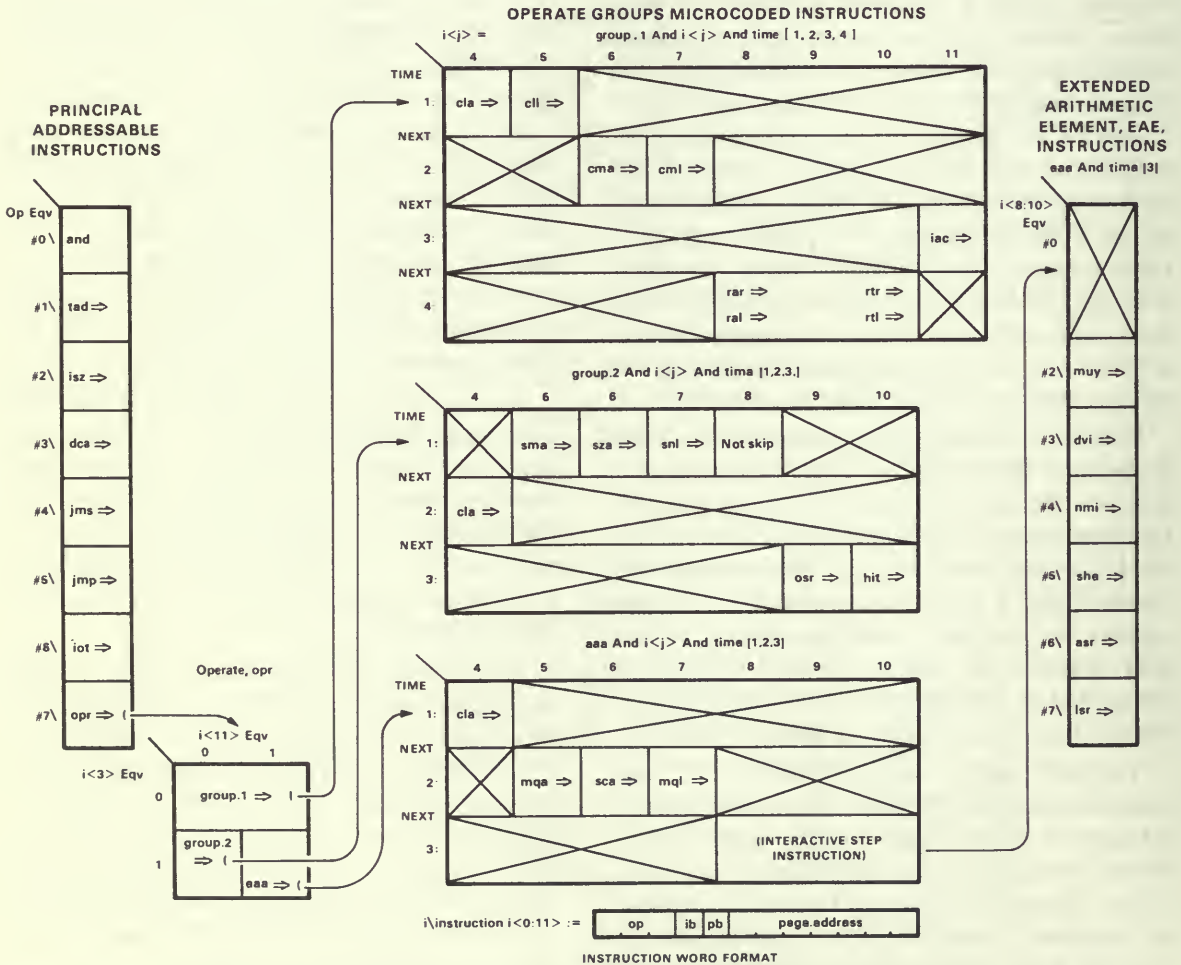 OPERATE GROUPS MICROCODED INSTRUCTIONS
i<j> = group.1 And i<j> And time [ 1, 2, 3, 4 ]
4 5 6 7 8 9 10 11
TIME
1: cla ⇒ cll ⇒
NEXT
2: cma ⇒ cml ⇒
NEXT
3: iac ⇒
NEXT
4: rar ⇒ rtr ⇒
ral ⇒ rtl ⇒
PRINCIPAL
ADDRESSABLE
INSTRUCTIONS
Op Eqv
#0\ and
#1\ tad ⇒
#2\ isz ⇒
#3\ dca ⇒
#4\ jms ⇒
#5\ jmp ⇒
#8\ iot ⇒
#7\ opr ⇒ (
Operate, opr
i<11> Eqv
0 1
i<3> Eqv
0 group.1 ⇒ (
1 group.2
⇒ (
eaa ⇒ (
group.2 And i<j> And tima |1,2,3.]
4 5 6 7 8 9 10
TIME
1: sma ⇒ sza ⇒ snl ⇒ Not skip
NEXT
2: cla ⇒
NEXT
3: osr ⇒ hit ⇒
aaa And i<j> And time [1,2,3]
4 5 6 7 8 9 10
TIME
1: cla ⇒
NEXT
2: mqa ⇒ sca ⇒ mql ⇒
NEXT
3: (INTERACTIVE STEP
INSTRUCTION)
EXTENDED
ARITHMETIC
ELEMENT, EAE,
INSTRUCTIONS
eae And time |3]
i<8:10>
Eqv
#0
#2\ muy ⇒
#3\ dvi ⇒
#4\ nmi ⇒
#5\ she ⇒
#6\ asr ⇒
#7\ lsr ⇒
i\instruction i<0:11> := op ib pb page.address
INSTRUCTION WORD FORMAT